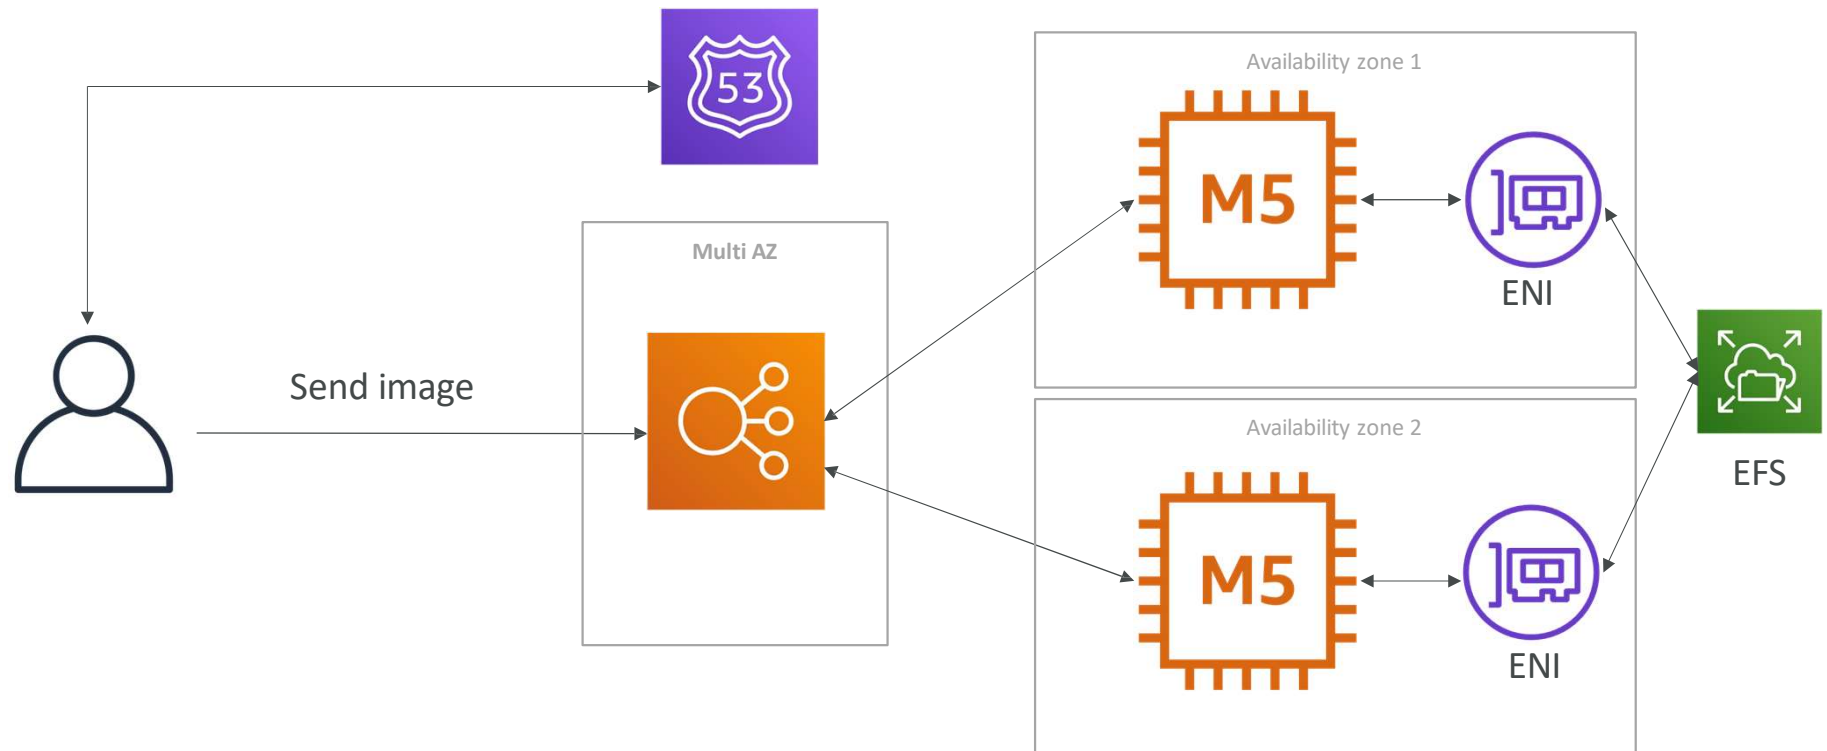 53
Availability zone 1
M5
ENI
Multi AZ
Send image
EFS
Availability zone 2
M5
ENI